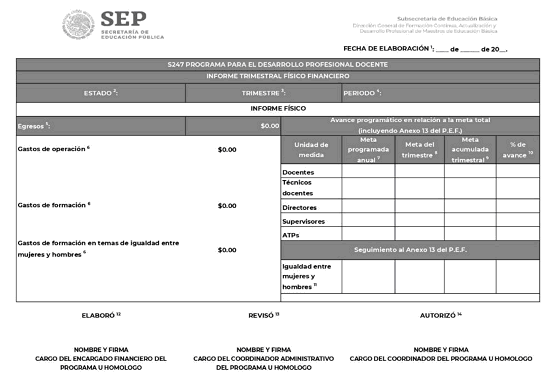 SEP
SECRETARÍA DE
EDUCACIÓN PÚBLICA
Subsecretaría de Educación Básica
Dirección General de Formación Continua, Actualización y
Desarrollo Profesional de Maestros de Educación Básica
FECHA DE ELABORACIÓN ¹: ____ de ______ de 20__.
S247 PROGRAMA PARA EL DESARROLLO PROFESIONAL DOCENTE
INFORME TRIMESTRAL FÍSICO FINANCIERO
ESTADO ²: TRIMESTRE ³: PERIODO ⁴:
INFORME FÍSICO
Egresos ⁵: $0.00
Avance programático en relación a la meta total
(incluyendo Anexo 13 del P.E.F.)
Gastos de operación ⁶ $0.00
Unidad de
medida
Meta
programada
anual ⁷
Meta del
trimestre ⁸
Meta
acumulada
trimestral ⁹
% de
avance ¹⁰
Docentes
Técnicos
docentes
Gastos de formación ⁶ $0.00
Directores
Supervisores
ATPs
Gastos de formación en temas de igualdad entre
mujeres y hombres ⁶ $0.00
Seguimiento al Anexo 13 del P.E.F.
Igualdad entre
mujeres y
hombres ¹¹
ELABORÓ ¹² REVISÓ ¹³ AUTORIZÓ ¹⁴
NOMBRE Y FIRMA NOMBRE Y FIRMA NOMBRE Y FIRMA
CARGO DEL ENCARGADO FINANCIERO DEL CARGO DEL COORDINADOR ADMINISTRATIVO CARGO DEL COORDINADOR DEL PROGRAMA U HOMOLOGO
PROGRAMA U HOMOLOGO DEL PROGRAMA U HOMOLOGO